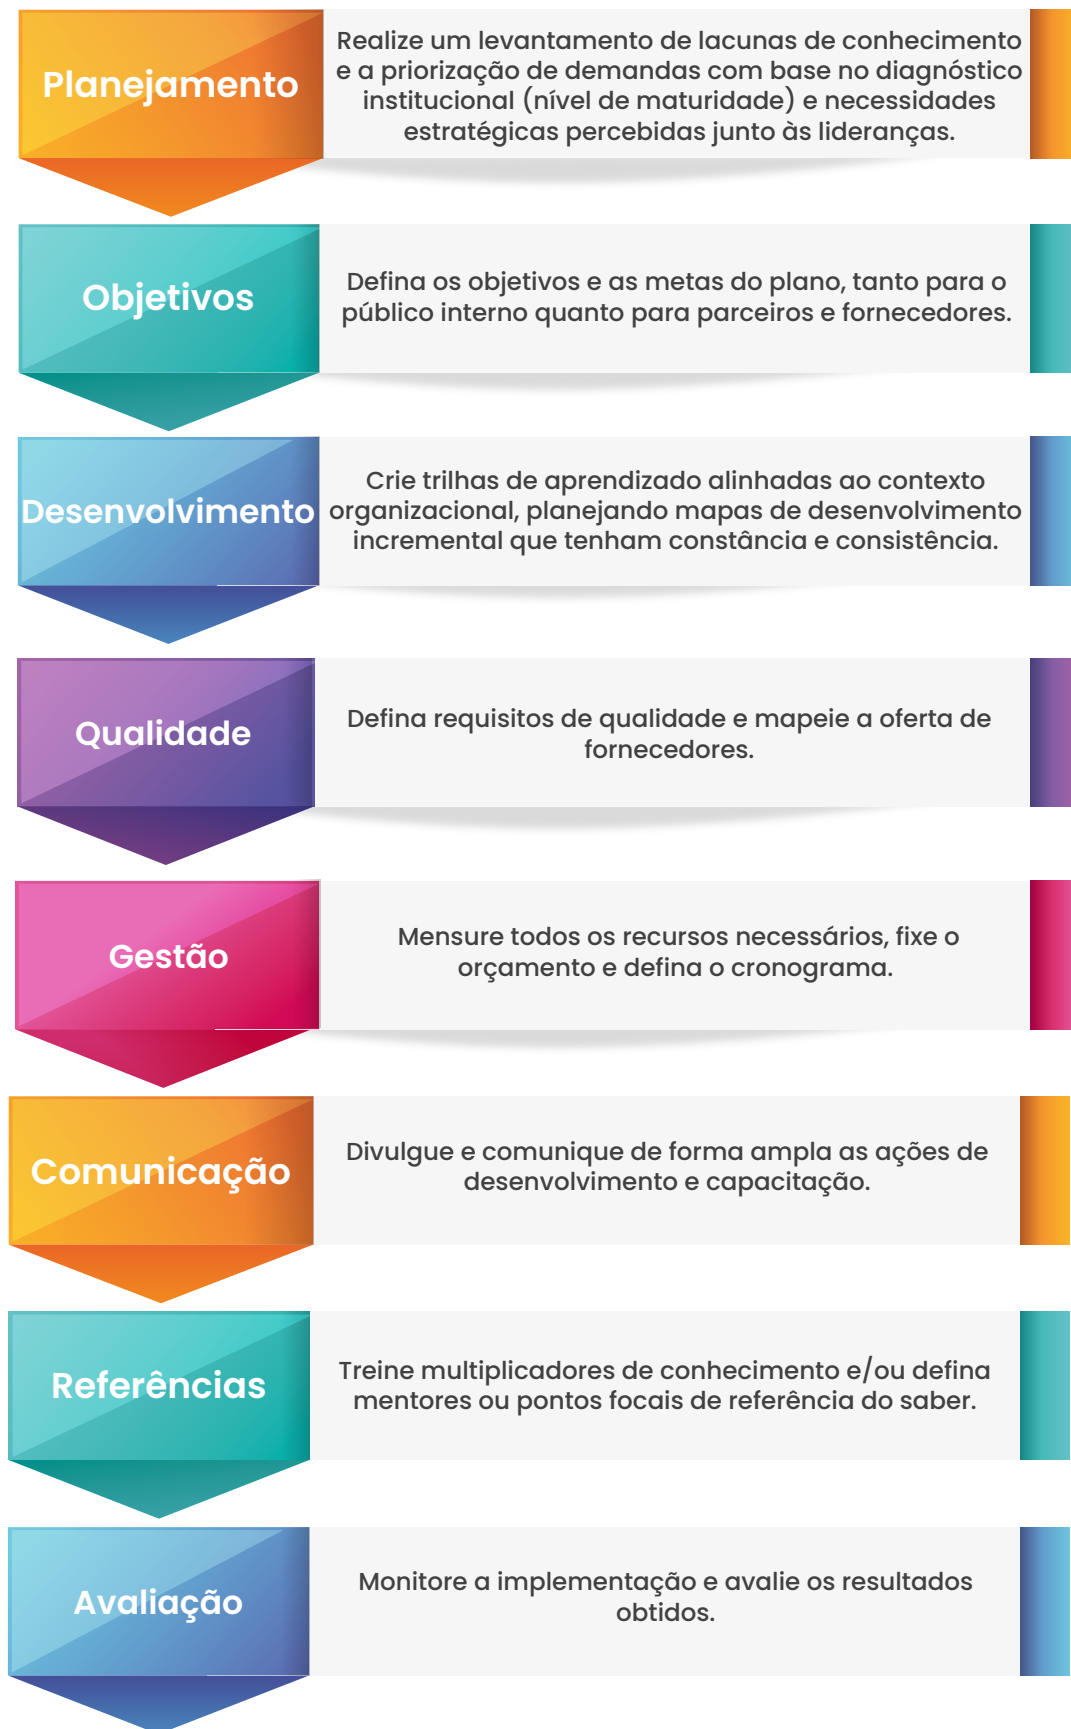 Planejamento
Realize um levantamento de lacunas de conhecimento
e a priorização de demandas com base no diagnóstico
institucional (nível de maturidade) e necessidades
estratégicas percebidas junto às lideranças.
Objetivos
Defina os objetivos e as metas do plano, tanto para o
público interno quanto para parceiros e fornecedores.
Desenvolvimento
Crie trilhas de aprendizado alinhadas ao contexto
organizacional, planejando mapas de desenvolvimento
incremental que tenham constância e consistência.
Qualidade
Defina requisitos de qualidade e mapeie a oferta de
fornecedores.
Gestão
Mensure todos os recursos necessários, fixe o
orçamento e defina o cronograma.
Comunicação
Divulgue e comunique de forma ampla as ações de
desenvolvimento e capacitação.
Referências
Treine multiplicadores de conhecimento e/ou defina
mentores ou pontos focais de referência do saber.
Avaliação
Monitore a implementação e avalie os resultados
obtidos.